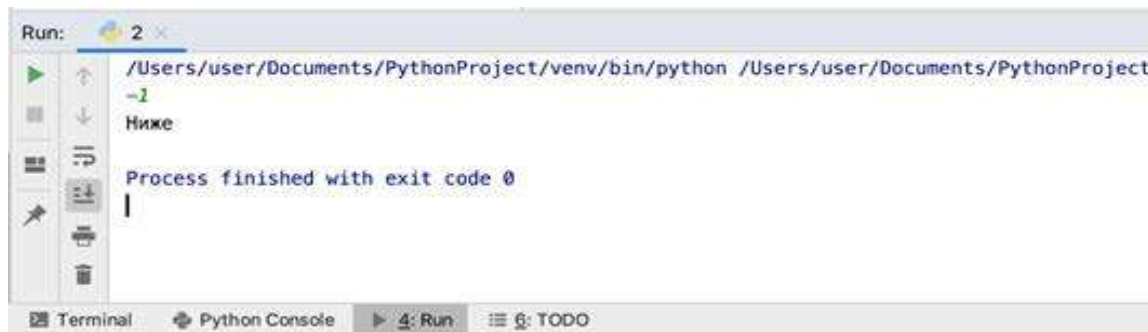 Run: 2 ×
/Users/user/Documents/PythonProject/venv/bin/python /Users/user/Documents/PythonProject
-1
Ниже
Process finished with exit code 0
Terminal Python Console 4: Run 6: TODO